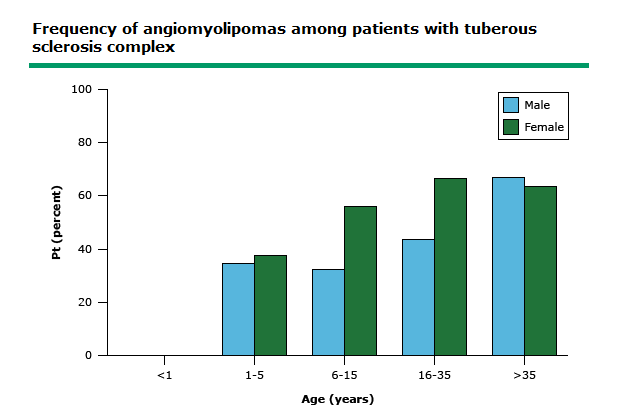 Frequency of angiomyolipomas among patients with tuberous
sclerosis complex
100
80
60
40
20
0
Pt (percent)
Male
Female
<1
1-5
6-15
16-35
>35
Age (years)